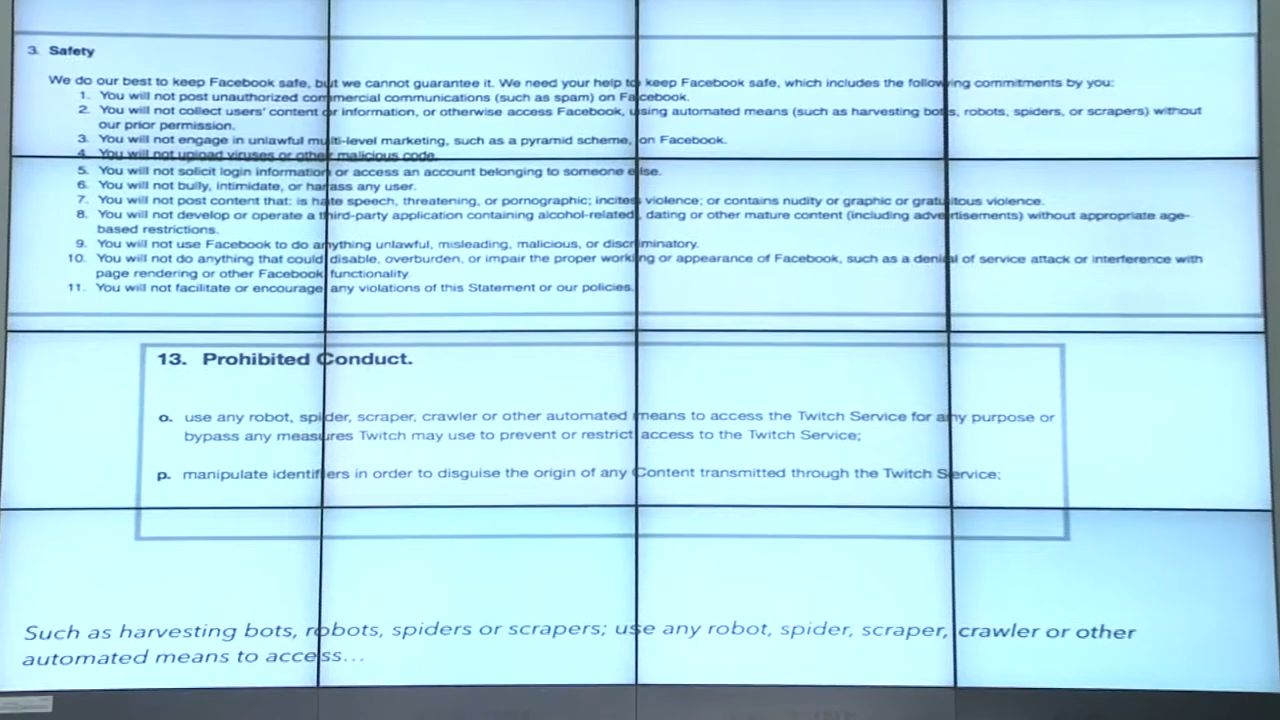 3. Safety
We do our best to keep Facebook safe, but we cannot guarantee it. We need your help to keep Facebook safe, which includes the following commitments by you:
1. You will not post unauthorized commercial communications (such as spam) on Facebook.
2. You will not collect users' content or information, or otherwise access Facebook, using automated means (such as harvesting bots, robots, spiders, or scrapers) without
our prior permission.
3. You will not engage in unlawful multi-level marketing, such as a pyramid scheme, on Facebook.
4. You will not upload viruses or other malicious code.
5. You will not solicit login information or access an account belonging to someone else.
6. You will not bully, intimidate, or harass any user.
7. You will not post content that: is hate speech, threatening, or pornographic; incites violence; or contains nudity or graphic or gratuitous violence.
8. You will not develop or operate a third-party application containing alcohol-related, dating or other mature content (including advertisements) without appropriate age-
based restrictions.
9. You will not use Facebook to do anything unlawful, misleading, malicious, or discriminatory.
10. You will not do anything that could disable, overburden, or impair the proper working or appearance of Facebook, such as a denial of service attack or interference with
page rendering or other Facebook functionality.
11. You will not facilitate or encourage any violations of this Statement or our policies.
13. Prohibited Conduct.
o. use any robot, spider, scraper, crawler or other automated means to access the Twitch Service for any purpose or
bypass any measures Twitch may use to prevent or restrict access to the Twitch Service;
p. manipulate identifiers in order to disguise the origin of any Content transmitted through the Twitch Service;
Such as harvesting bots, robots, spiders or scrapers; use any robot, spider, scraper, crawler or other
automated means to access...